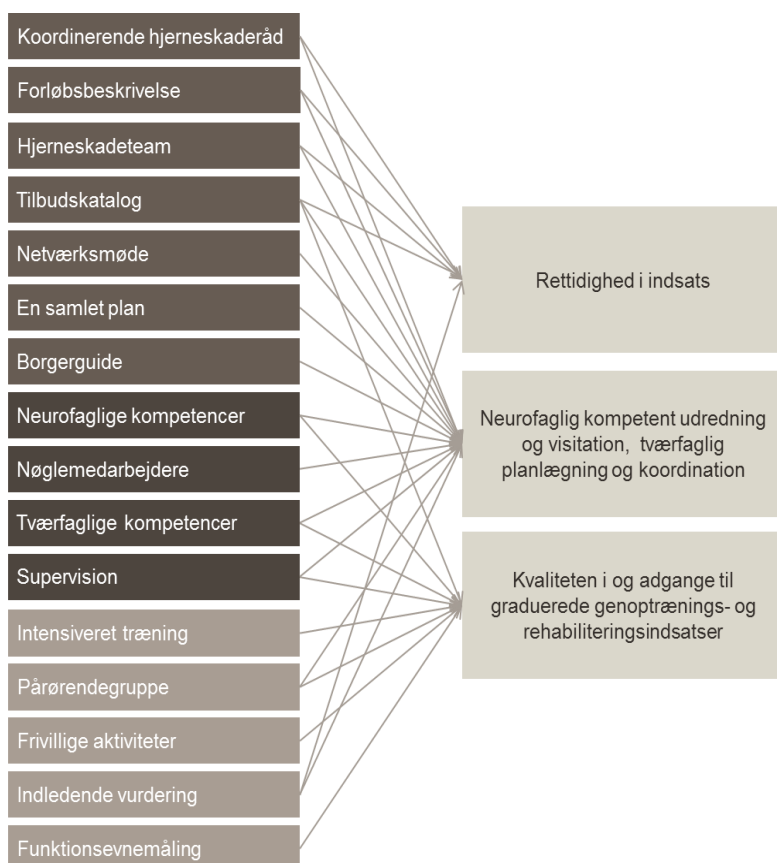 Koordinerende hjerneskaderåd
Forløbsbeskrivelse
Hjerneskadeteam
Tilbudskatalog
Netværksmøde
En samlet plan
Borgerguide
Neurofaglige kompetencer
Nøglemedarbejdere
Tværfaglige kompetencer
Supervision
Intensiveret træning
Pårørendegruppe
Frivillige aktiviteter
Indledende vurdering
Funktionsevnemåling
Rettidighed i indsats
Neurofaglig kompetent udredning
og visitation, tværfaglig
planlægning og koordination
Kvaliteten i og adgange til
graduerede genoptrænings- og
rehabiliteringsindsatser